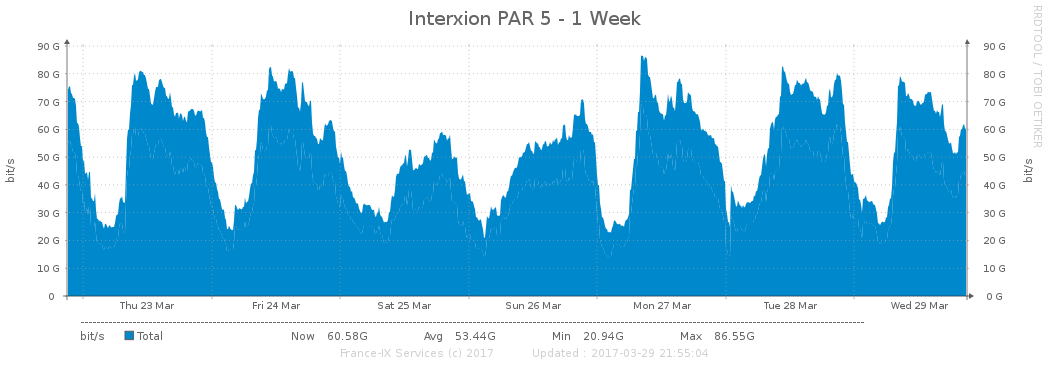 Interxion PAR 5 - 1 Week
RRDTOOL / TOBI OETIKER
90 G 90 G
80 G 80 G
70 G 70 G
60 G 60 G
50 G 50 G
40 G 40 G
30 G 30 G
20 G 20 G
10 G 10 G
0 0 G
bit/s
bit/s
Thu 23 Mar Fri 24 Mar Sat 25 Mar Sun 26 Mar Mon 27 Mar Tue 28 Mar Wed 29 Mar
bit/s Total Now 60.58G Avg 53.44G Min 20.94G Max 86.55G
France-IX Services (c) 2017 Updated : 2017-03-29 21:55:04